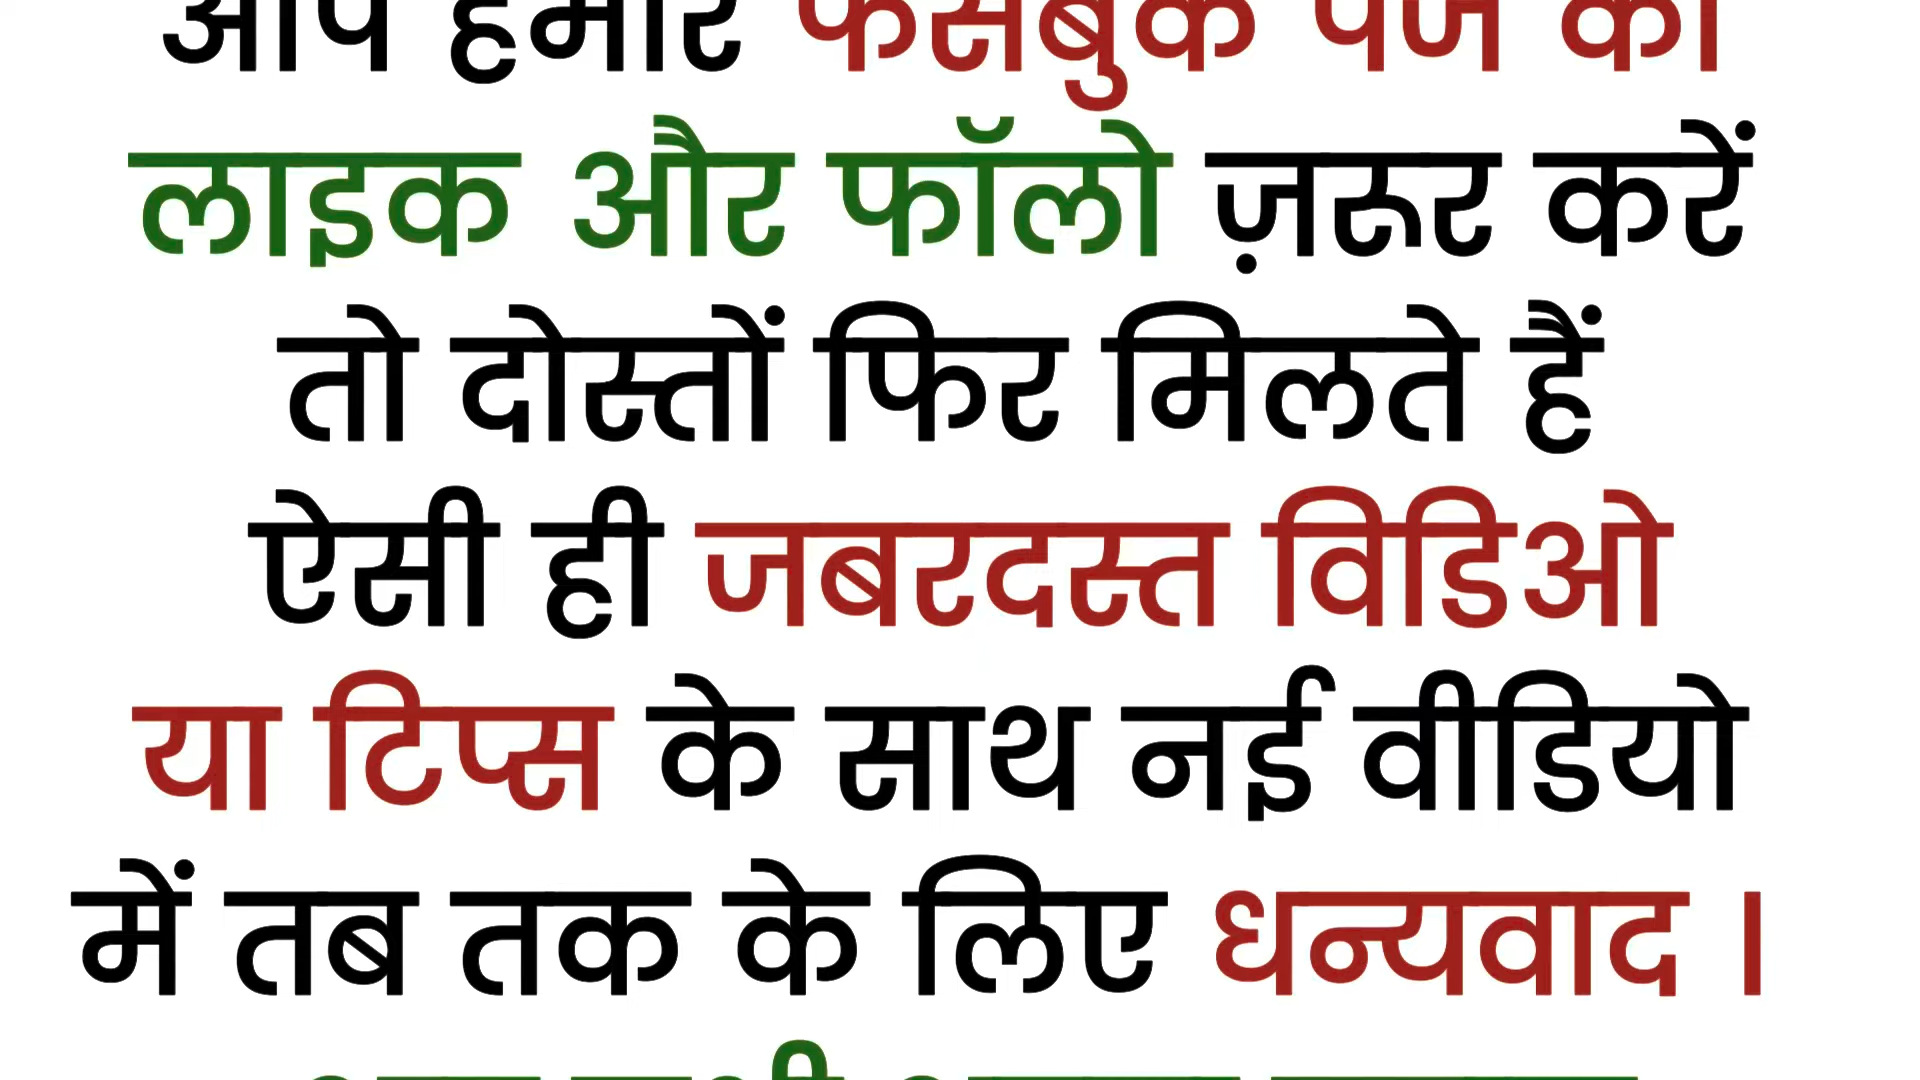 आप हमारे फेसबुक पेज को
लाइक और फॉलो ज़रूर करें
तो दोस्तों फिर मिलते हैं
ऐसी ही जबरदस्त विडिओ
या टिप्स के साथ नई वीडियो
में तब तक के लिए धन्यवाद ।